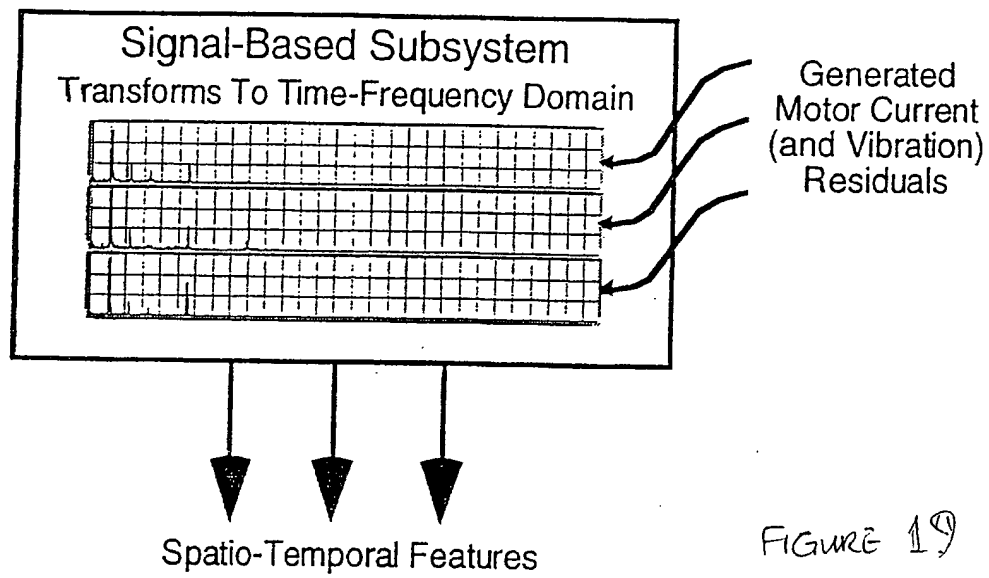 Signal-Based Subsystem
Transforms To Time-Frequency Domain
Generated
Motor Current
(and Vibration)
Residuals
Spatio-Temporal Features
FIGURE 19